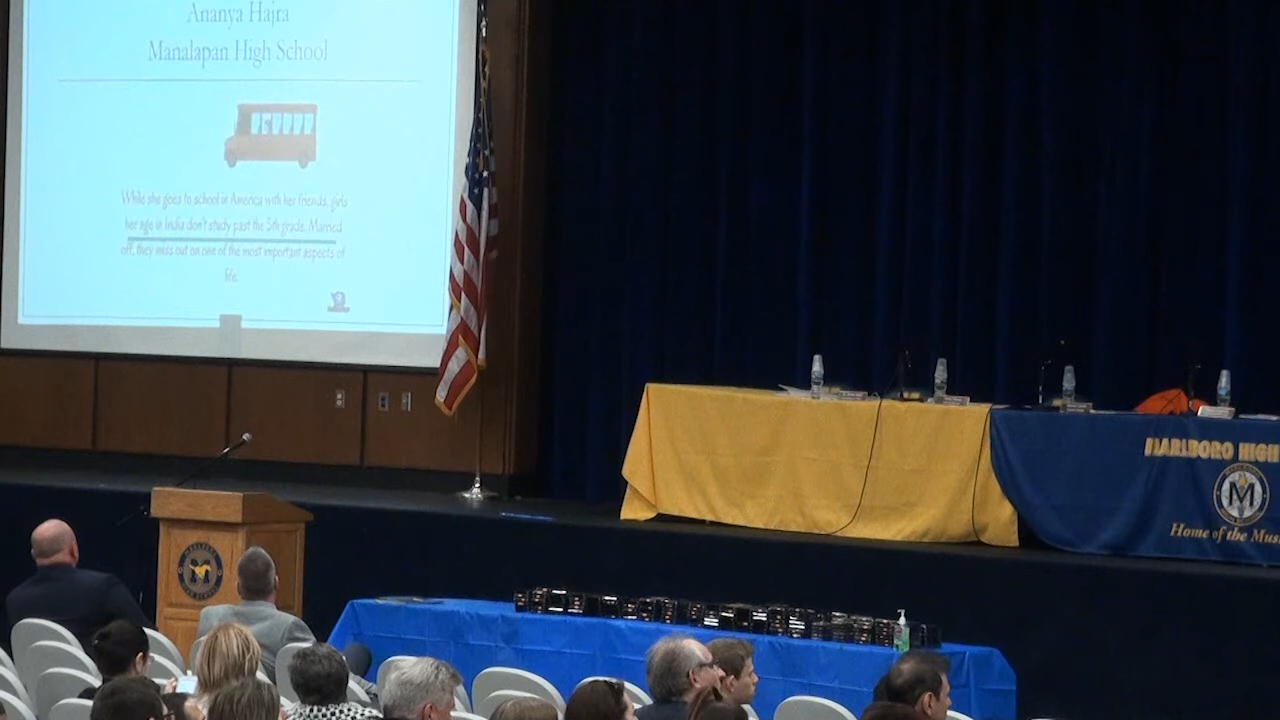 Ananya Hajra
Manalapan High School
While she goes to school in America with her friends, girls
her age in India don't study past the 5th grade. Married
off, they miss out on one of the most important aspects of
life.
MARLBORO HIGH
M
Home of the Mus